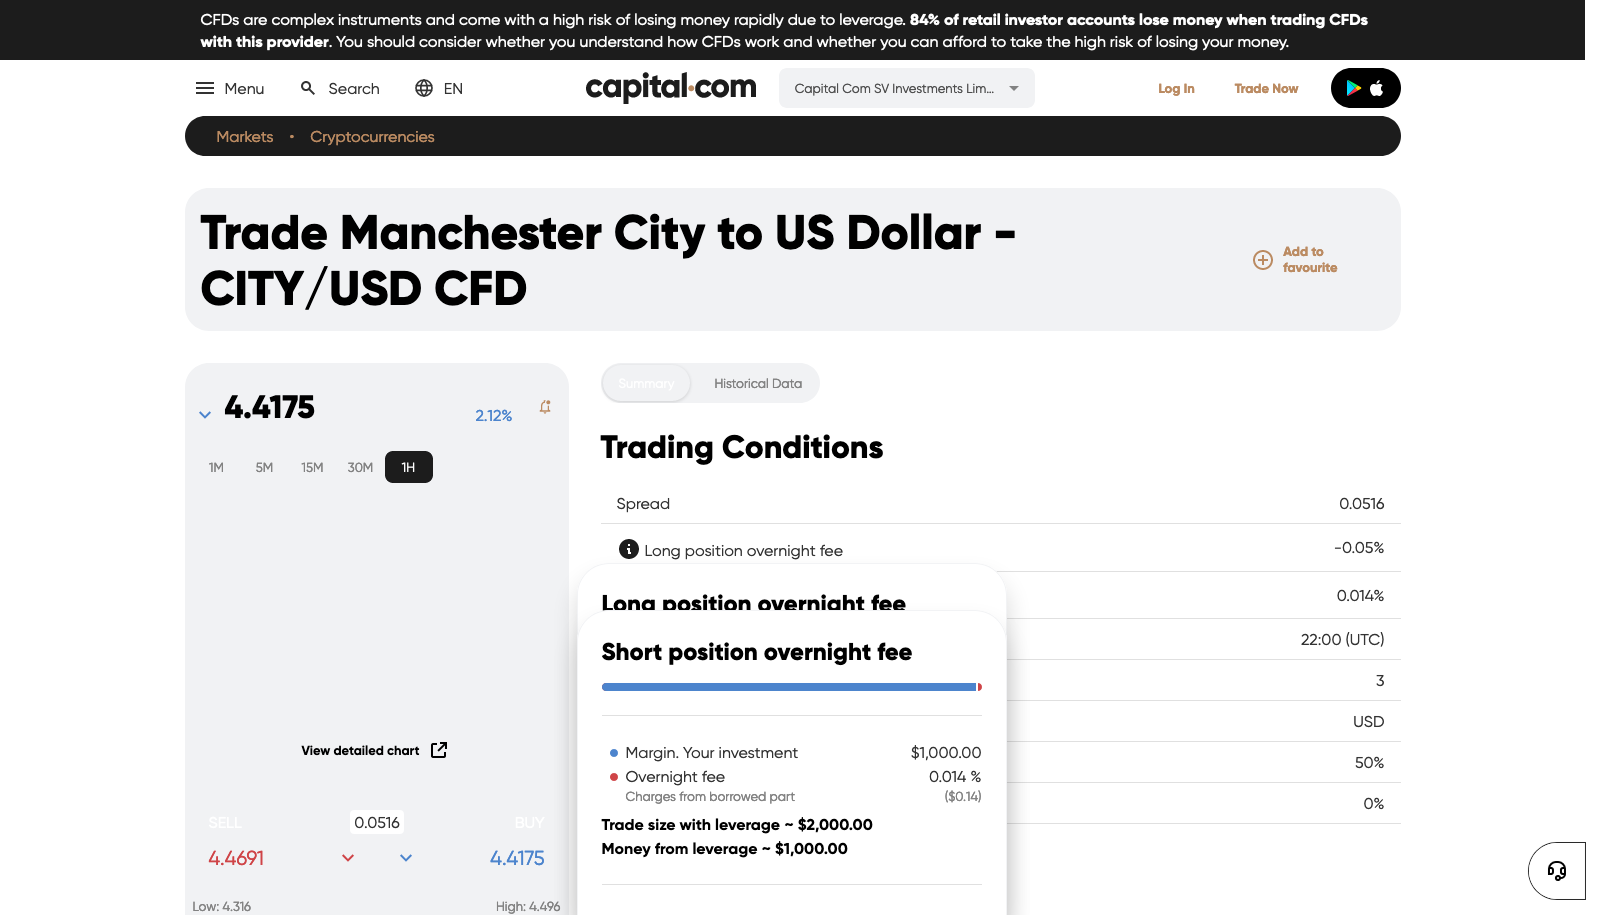 CFDs are complex instruments and come with a high risk of losing money rapidly due to leverage. 84% of retail investor accounts lose money when trading CFDs
with this provider. You should consider whether you understand how CFDs work and whether you can afford to take the high risk of losing your money.
Menu
Search
EN
capital.com
Capital Com SV Investments Lim...
Log In
Trade Now
Markets • Cryptocurrencies
Trade Manchester City to US Dollar -
CITY/USD CFD
Add to
favourite
4.4175
2.12%
1M 5M 15M 30M 1H
View detailed chart
SELL 0.0516 BUY
4.4691 4.4175
Low: 4.316 High: 4.496
Summary Historical Data
Trading Conditions
Spread 0.0516
Long position overnight fee -0.05%
0.014%
22:00 (UTC)
3
USD
50%
0%
Long position overnight fee
Short position overnight fee
Margin. Your investment $1,000.00
Overnight fee 0.014 %
Charges from borrowed part ($0.14)
Trade size with leverage ~ $2,000.00
Money from leverage ~ $1,000.00